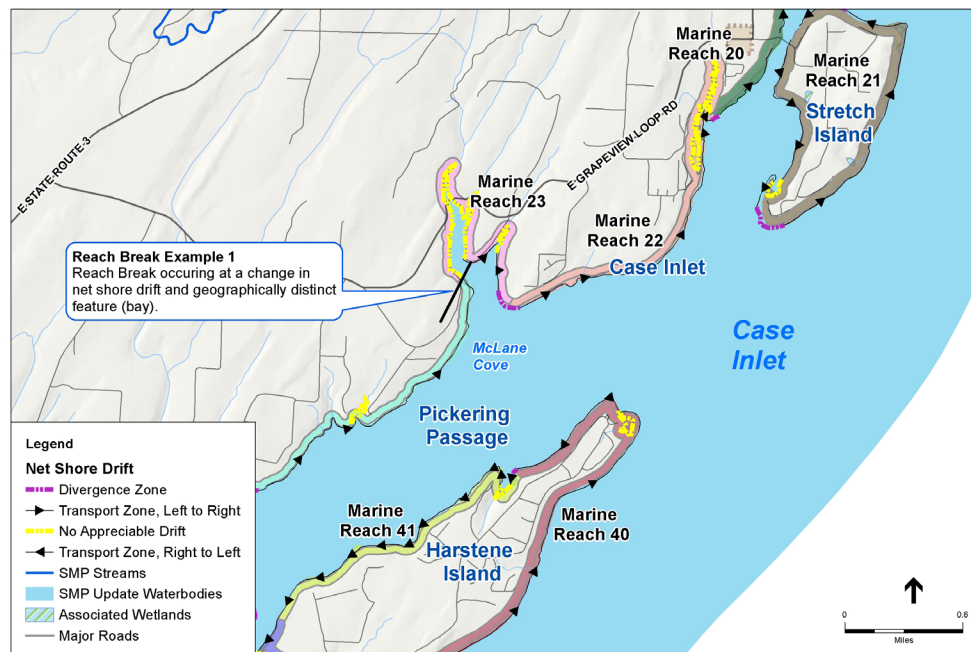 Marine
Reach 20
Marine
Reach 21
Stretch
Island
E-STATE-ROUTE-3
E-GRAPEVIEW-LOOP-RD
Marine
Reach 23
Marine
Reach 22
Case Inlet
Reach Break Example 1
Reach Break occuring at a change in
net shore drift and geographically distinct
feature (bay).
McLane
Cove
Case
Inlet
Pickering
Passage
Marine
Reach 41
Marine
Reach 40
Harstene
Island
Legend
Net Shore Drift
Divergence Zone
Transport Zone, Left to Right
No Appreciable Drift
Transport Zone, Right to Left
SMP Streams
SMP Update Waterbodies
Associated Wetlands
Major Roads
0 0.6
Miles